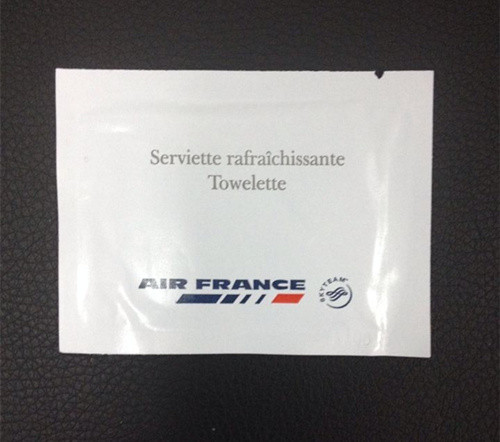 Serviette rafraîchissante
Towelette
AIR FRANCE
SKYTEAM